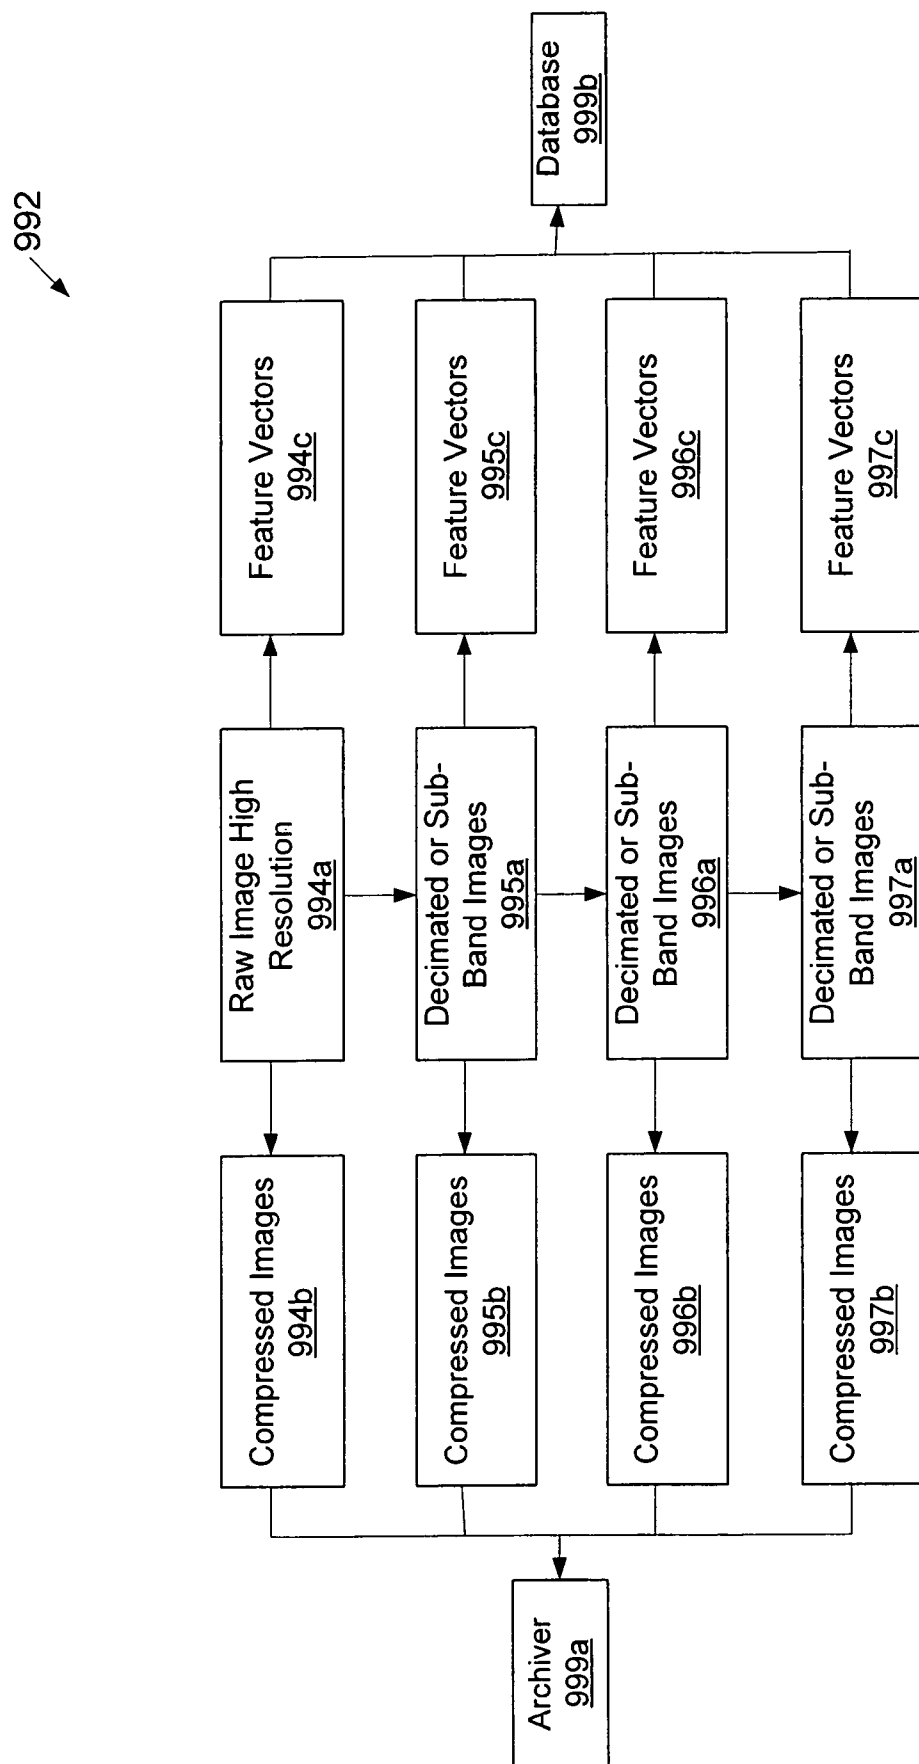 992
Raw Image High
Resolution
994a
Compressed Images
994b
Feature Vectors
994c
Decimated or Sub-
Band Images
995a
Compressed Images
995b
Feature Vectors
995c
Decimated or Sub-
Band Images
996a
Compressed Images
996b
Feature Vectors
996c
Decimated or Sub-
Band Images
997a
Compressed Images
997b
Feature Vectors
997c
Archiver
999a
Database
999b